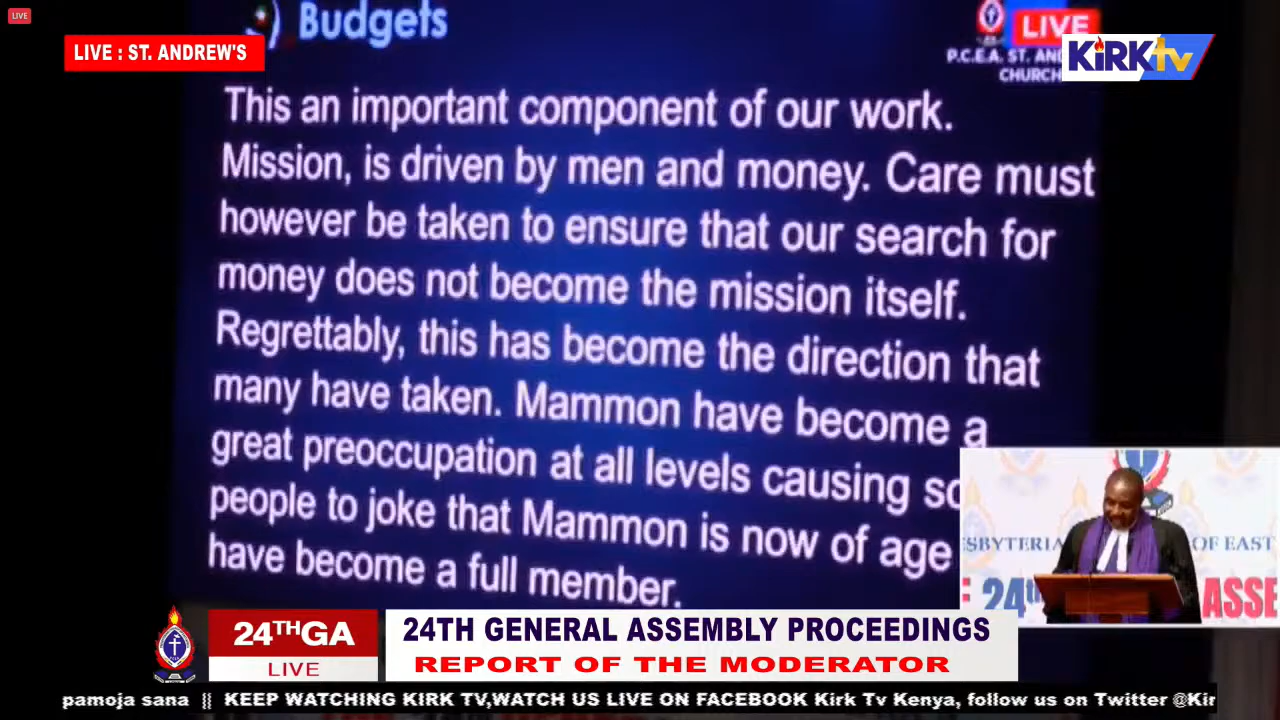 LIVE
Budgets
LIVE : ST. ANDREW'S
LIVE
P.C.E.A. ST. AN
CHURCH
KiRKtv
This an important component of our work.
Mission, is driven by men and money. Care must
however be taken to ensure that our search for
money does not become the mission itself.
Regrettably, this has become the direction that
many have taken. Mammon have become a
great preoccupation at all levels causing
people to joke that Mammon is now of age
have become a full member.
ESBYTERIA OF EAST
24th ASSE
24THGA
LIVE
24TH GENERAL ASSEMBLY PROCEEDINGS
REPORT OF THE MODERATOR
pamoja sana || KEEP WATCHING KIRK TV,WATCH US LIVE ON FACEBOOK Kirk Tv Kenya, follow us on Twitter @Kir